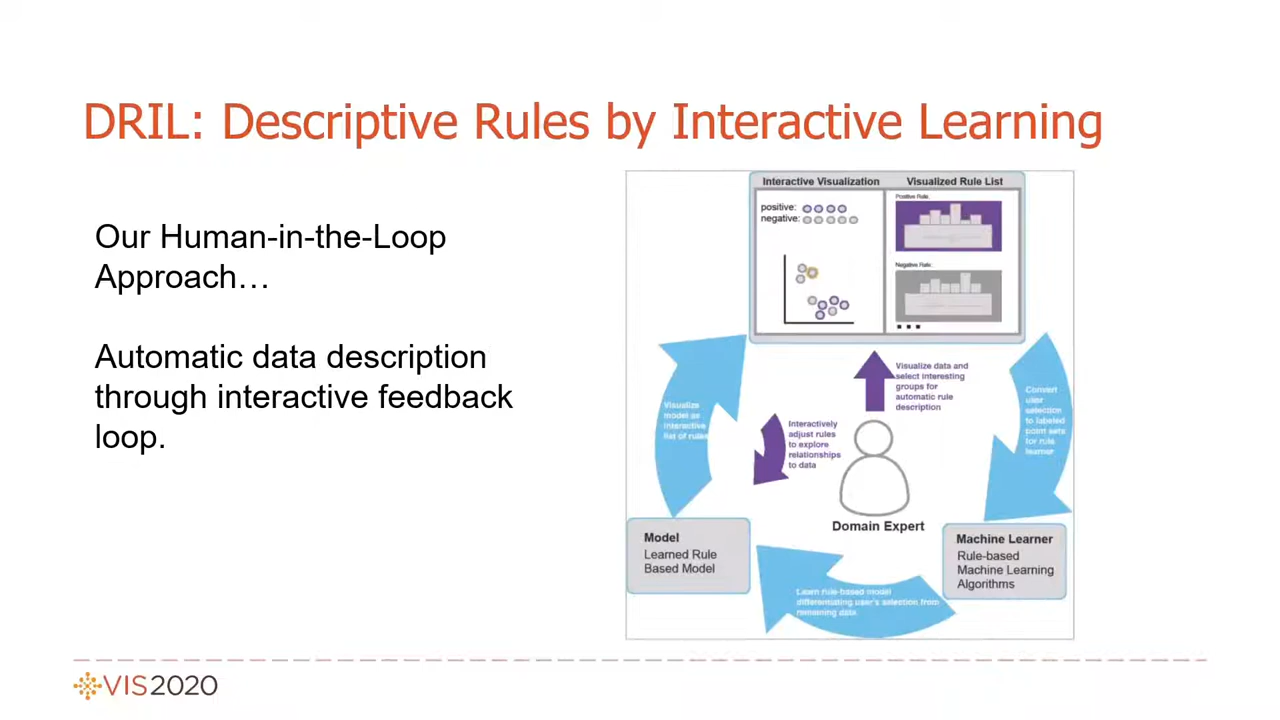 DRIL: Descriptive Rules by Interactive Learning
Our Human-in-the-Loop
Approach…
Automatic data description
through interactive feedback
loop.
Interactive Visualization
Visualized Rule List
positive:
negative:
Positive Rule:
Negative Rule:
Visualize data and
select interesting
groups for
automatic rule
description
Convert
user
selection
to labeled
point sets
for rule
learner
Visualize
model as
interactive
list of rules
Interactively
adjust rules
to explore
relationships
to data
Domain Expert
Model
Learned Rule
Based Model
Machine Learner
Rule-based
Machine Learning
Algorithms
Learn rule-based model
differentiating user's selection from
remaining data
VIS2020